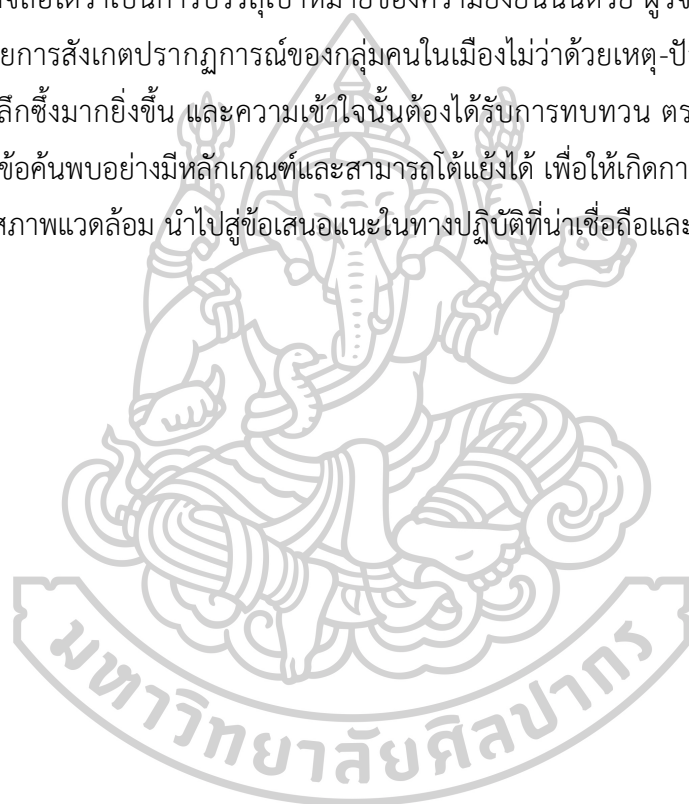 ถือได้ว่าเป็นการบรรลุเป้าหมายของความยั่งยืนนั้นด้วย
ยการสังเกตปรากฏการณ์ของกลุ่มคนในเมืองไม่ว่าด้วยเหตุ-ปั
ลึกซึ้งมากยิ่งขึ้น และความเข้าใจนั้นต้องได้รับการทบทวน ตร
ข้อค้นพบอย่างมีหลักเกณฑ์และสามารถโต้แย้งได้ เพื่อให้เกิดกา
สภาพแวดล้อม นำไปสู่ข้อเสนอแนะในทางปฏิบัติที่น่าเชื่อถือและ
มหาวิทยาลัยศิลปากร